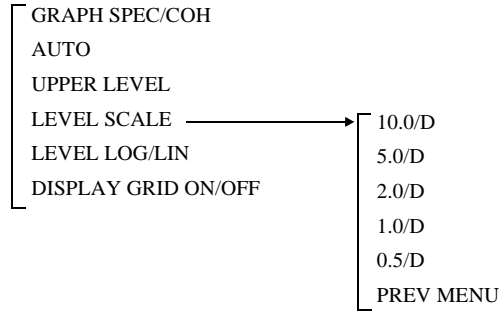 GRAPH SPEC/COH
AUTO
UPPER LEVEL
LEVEL SCALE
LEVEL LOG/LIN
DISPLAY GRID ON/OFF
10.0/D
5.0/D
2.0/D
1.0/D
0.5/D
PREV MENU